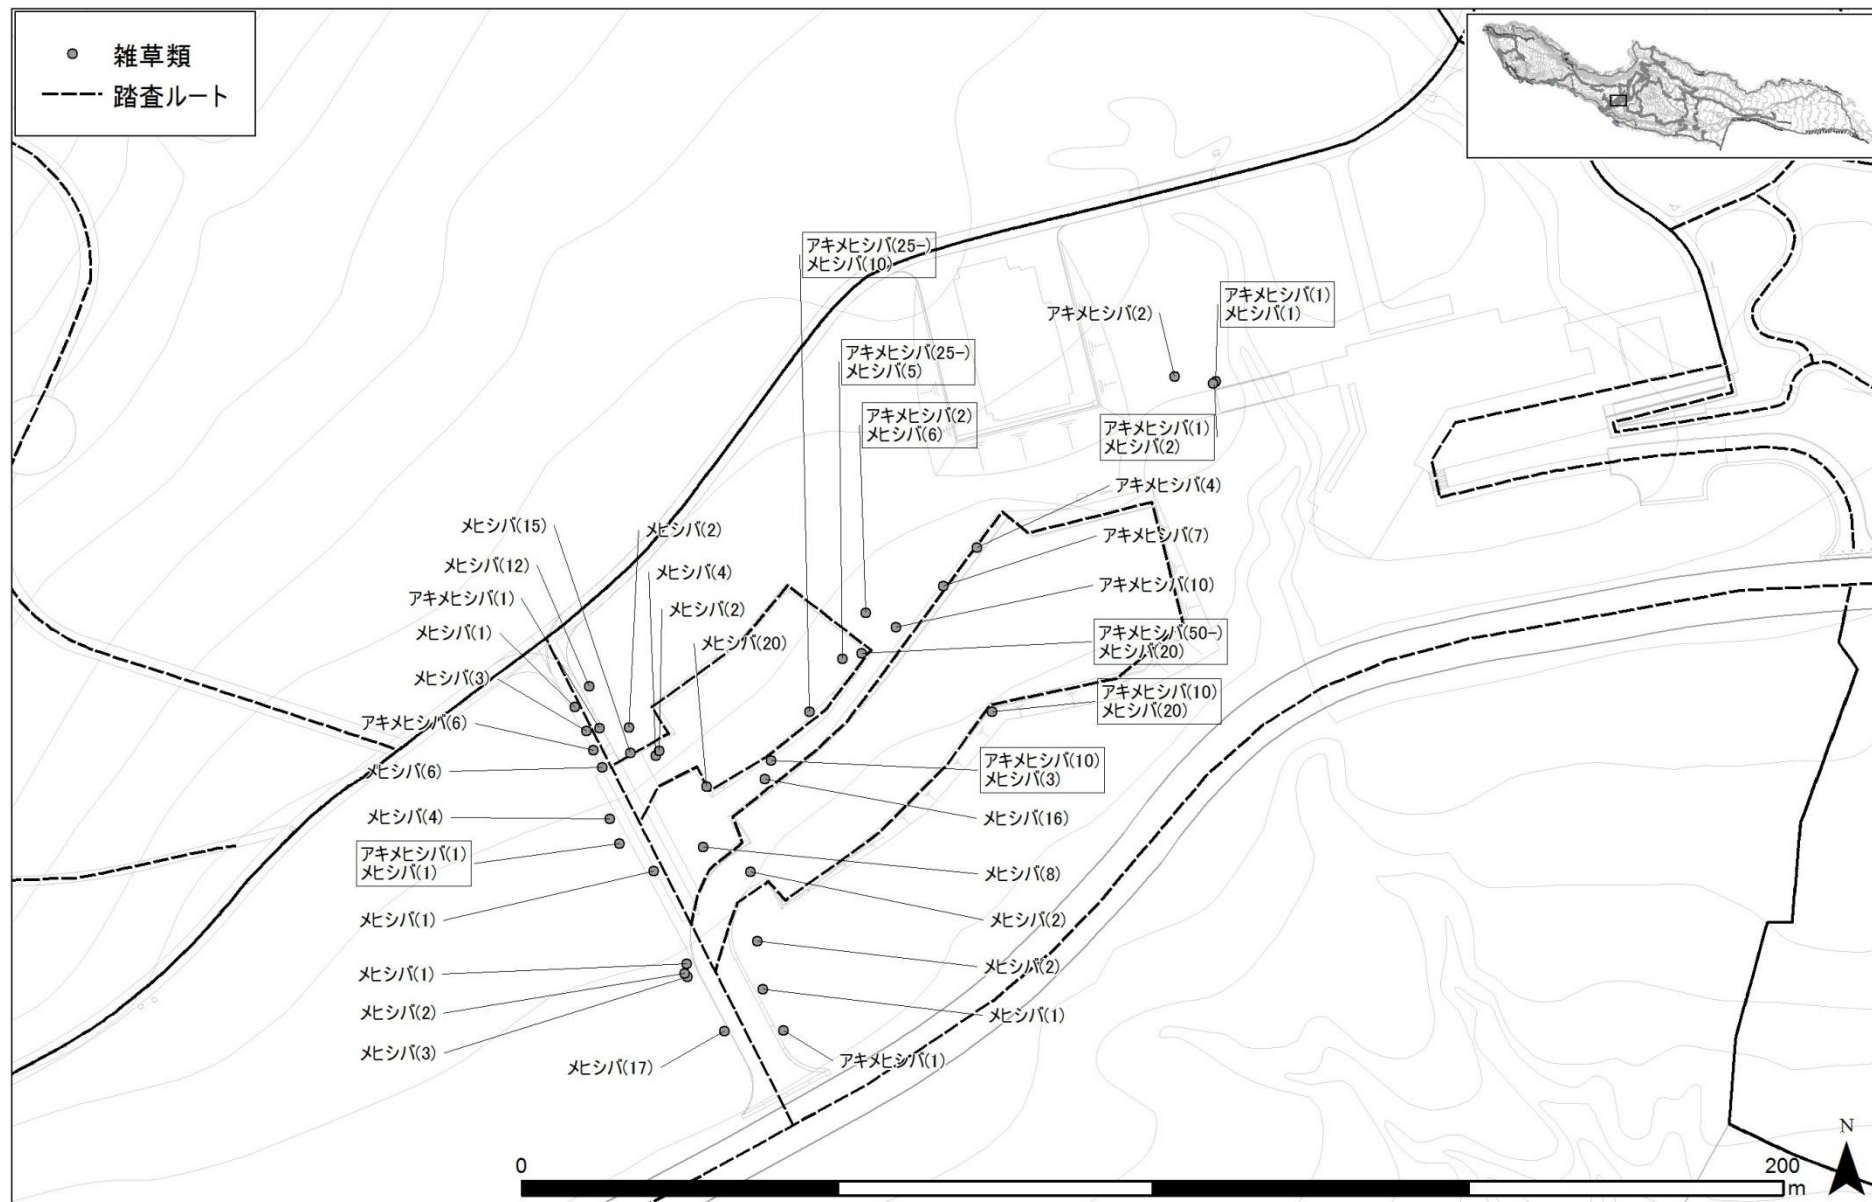 雑草類
踏査ルート
アキメヒシバ(25-)
メヒシバ(10)
アキメヒシバ(1)
メヒシバ(1)
アキメヒシバ(2)
アキメヒシバ(25-)
メヒシバ(5)
アキメヒシバ(2)
メヒシバ(6)
アキメヒシバ(1)
メヒシバ(2)
アキメヒシバ(4)
メヒシバ(15)
メヒシバ(2)
アキメヒシバ(7)
メヒシバ(12)
メヒシバ(4)
アキメヒシバ(10)
アキメヒシバ(1)
メヒシバ(2)
メヒシバ(1)
メヒシバ(20)
アキメヒシバ(50-)
メヒシバ(20)
メヒシバ(3)
アキメヒシバ(10)
メヒシバ(20)
アキメヒシバ(6)
メヒシバ(6)
アキメヒシバ(10)
メヒシバ(3)
メヒシバ(4)
メヒシバ(16)
アキメヒシバ(1)
メヒシバ(1)
メヒシバ(8)
メヒシバ(1)
メヒシバ(2)
メヒシバ(1)
メヒシバ(2)
メヒシバ(2)
メヒシバ(1)
メヒシバ(3)
メヒシバ(17)
アキメヒシバ(1)
N
0
200
m